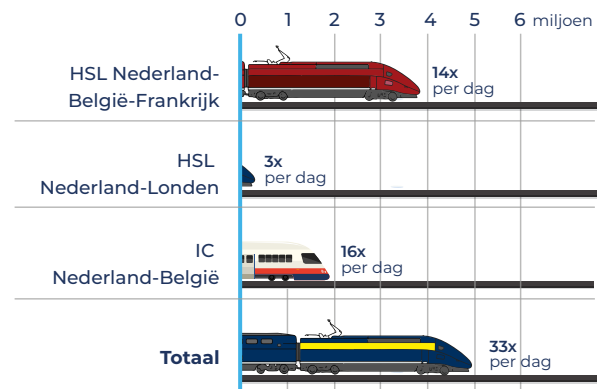 0 1 2 3 4 5 6 miljoen
HSL Nederland-
België-Frankrijk
14x
per dag
HSL
Nederland-Londen
3x
per dag
IC
Nederland-België
16x
per dag
Totaal
33x
per dag